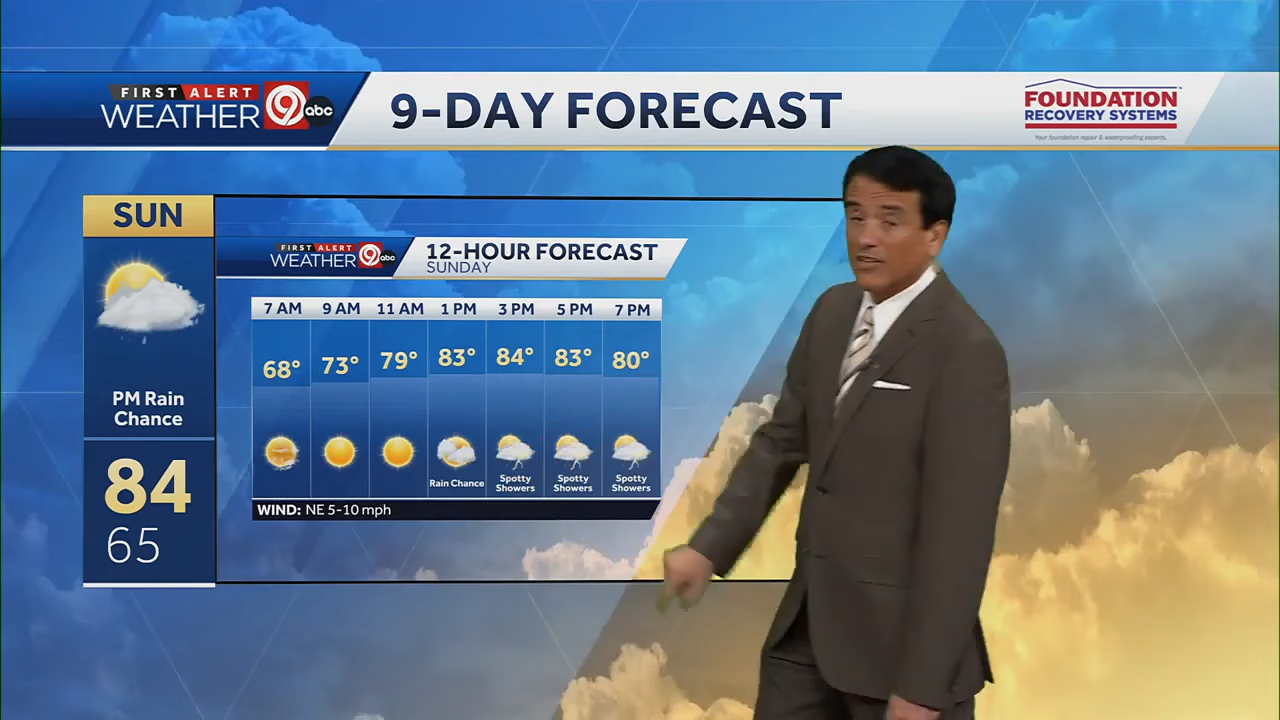 FIRST ALERT
WEATHER 9 abc
9-DAY FORECAST
FOUNDATION
RECOVERY SYSTEMS
Your foundation repair & waterproofing experts.
SUN
PM Rain
Chance
84
65
FIRST ALERT
WEATHER 9 abc
12-HOUR FORECAST
SUNDAY
7 AM 9 AM 11 AM 1 PM 3 PM 5 PM 7 PM
68° 73° 79° 83° 84° 83° 80°
Rain Chance Spotty Showers Spotty Showers Spotty Showers
WIND: NE 5-10 mph